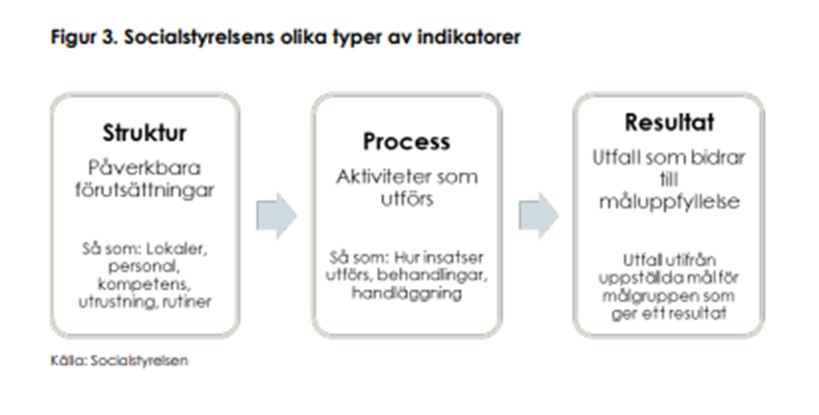 Figur 3. Socialstyrelsens olika typer av indikatorer
Struktur
Påverkbara
förutsättningar
Så som: Lokaler,
personal,
kompetens,
utrustning, rutiner
Process
Aktiviteter som
utförs
Så som: Hur insatser
utförs, behandlingar,
handläggning
Resultat
Utfall som bidrar
till
måluppfyllelse
Utfall utifrån
uppställda mål för
målgruppen som
ger ett resultat
Källa: Socialstyrelsen